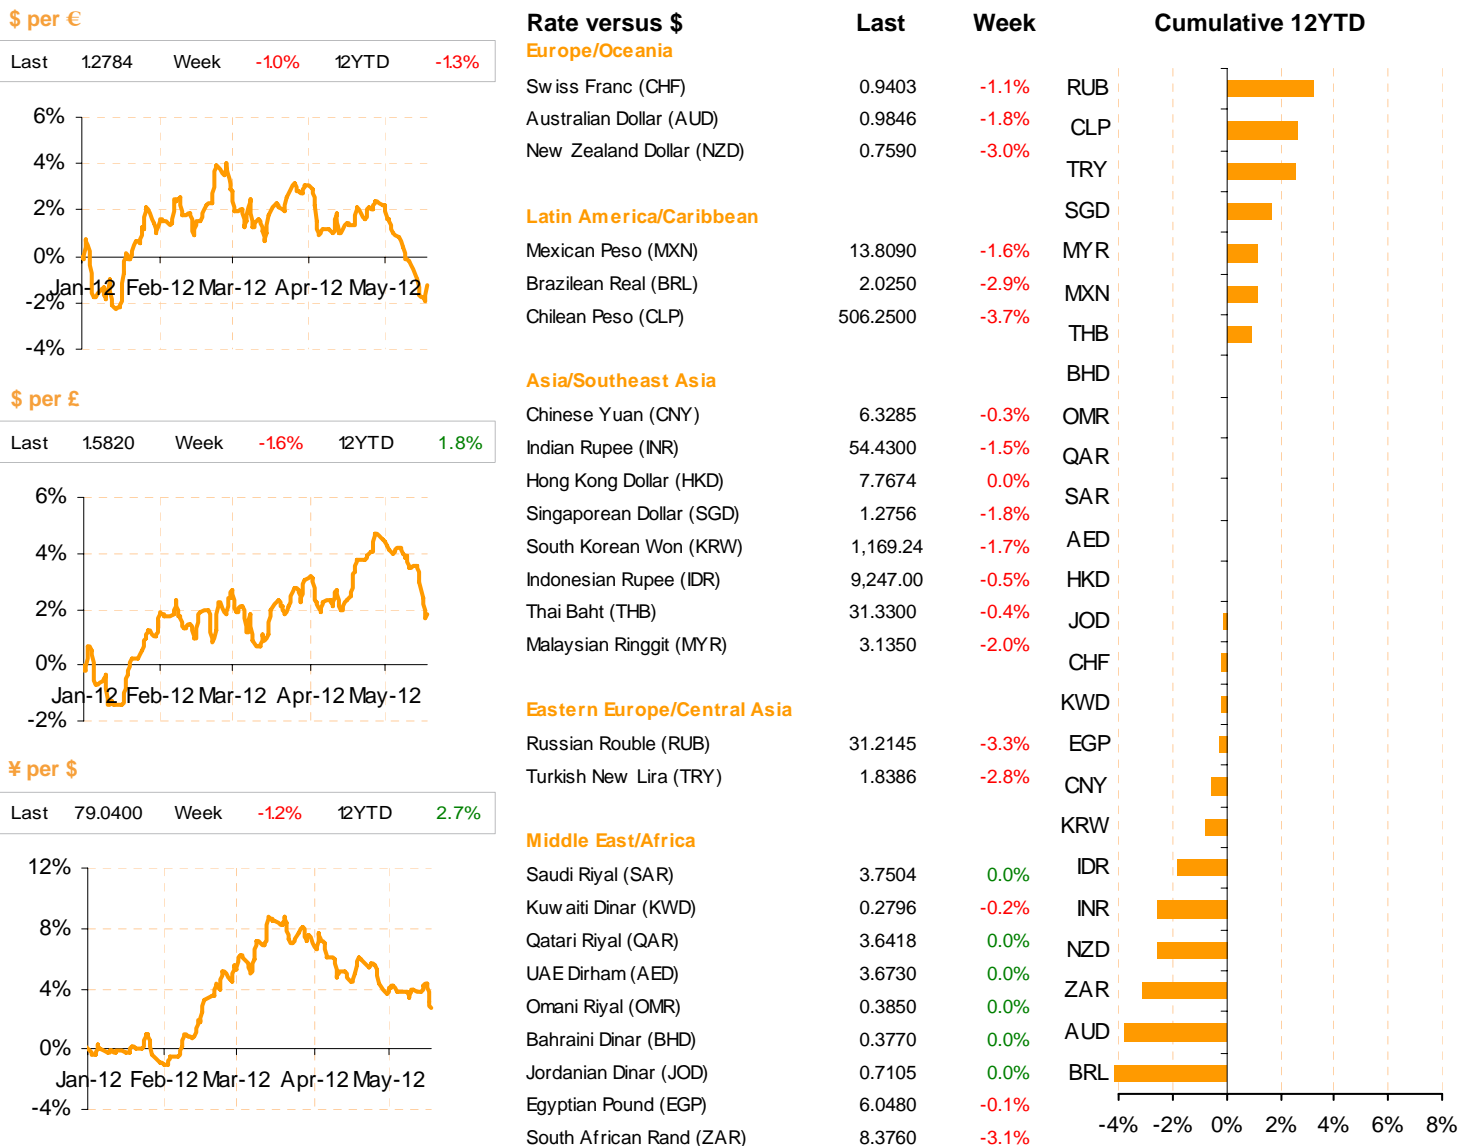 $ per €
Last 1.2784 Week -1.0% 12YTD -1.3%
6%
4%
2%
0%
-2%
-4%
Jan-12 Feb-12 Mar-12 Apr-12 May-12
$ per £
Last 1.5820 Week -1.6% 12YTD 1.8%
6%
4%
2%
0%
-2%
Jan-12 Feb-12 Mar-12 Apr-12 May-12
¥ per $
Last 79.0400 Week -1.2% 12YTD 2.7%
12%
8%
4%
0%
-4%
Jan-12 Feb-12 Mar-12 Apr-12 May-12
Rate versus $ Last Week
Europe/Oceania
Swiss Franc (CHF) 0.9403 -1.1%
Australian Dollar (AUD) 0.9846 -1.8%
New Zealand Dollar (NZD) 0.7590 -3.0%
Latin America/Caribbean
Mexican Peso (MXN) 13.8090 -1.6%
Brazilean Real (BRL) 2.0250 -2.9%
Chilean Peso (CLP) 506.2500 -3.7%
Asia/Southeast Asia
Chinese Yuan (CNY) 6.3285 -0.3%
Indian Rupee (INR) 54.4300 -1.5%
Hong Kong Dollar (HKD) 7.7674 0.0%
Singaporean Dollar (SGD) 1.2756 -1.8%
South Korean Won (KRW) 1,169.24 -1.7%
Indonesian Rupee (IDR) 9,247.00 -0.5%
Thai Baht (THB) 31.3300 -0.4%
Malaysian Ringgit (MYR) 3.1350 -2.0%
Eastern Europe/Central Asia
Russian Rouble (RUB) 31.2145 -3.3%
Turkish New Lira (TRY) 1.8386 -2.8%
Middle East/Africa
Saudi Riyal (SAR) 3.7504 0.0%
Kuwaiti Dinar (KWD) 0.2796 -0.2%
Qatari Riyal (QAR) 3.6418 0.0%
UAE Dirham (AED) 3.6730 0.0%
Omani Riyal (OMR) 0.3850 0.0%
Bahraini Dinar (BHD) 0.3770 0.0%
Jordanian Dinar (JOD) 0.7105 0.0%
Egyptian Pound (EGP) 6.0480 -0.1%
South African Rand (ZAR) 8.3760 -3.1%
Cumulative 12YTD
RUB
CLP
TRY
SGD
MYR
MXN
THB
BHD
OMR
QAR
SAR
AED
HKD
JOD
CHF
KWD
EGP
CNY
KRW
IDR
INR
NZD
ZAR
AUD
BRL
-4% -2% 0% 2% 4% 6% 8%